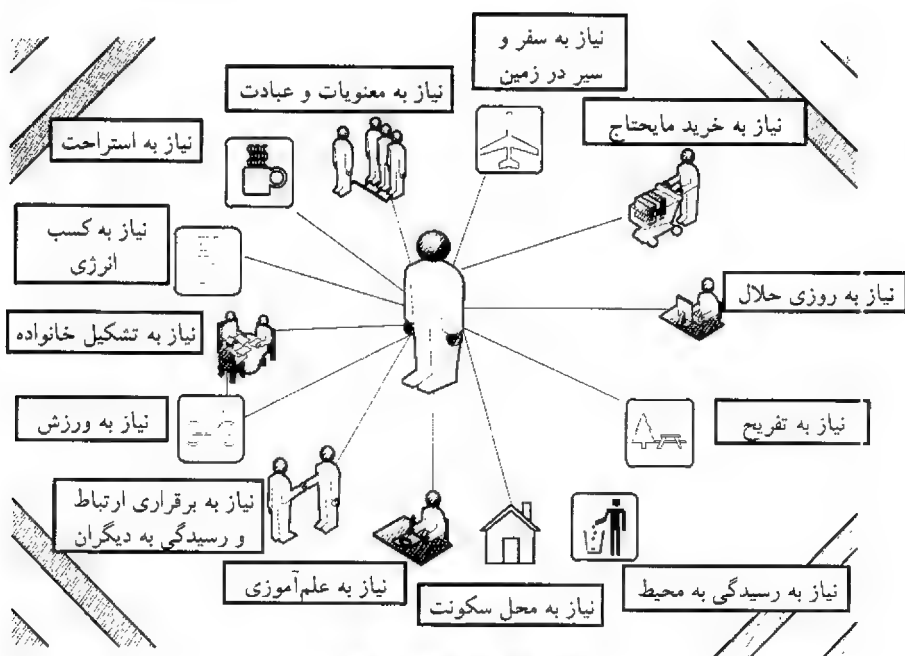 نیاز به سفر و
سیر در زمین
نیاز به معنویات و عبادت
نیاز به خرید مایحتاج
نیاز به استراحت
نیاز به کسب
انرژی
نیاز به روزی حلال
نیاز به تشکیل خانواده
نیاز به تفریح
نیاز به ورزش
نیاز به برقراری ارتباط
و رسیدگی به دیگران
نیاز به علم‌آموزی
نیاز به محل سکونت
نیاز به رسیدگی به محیط